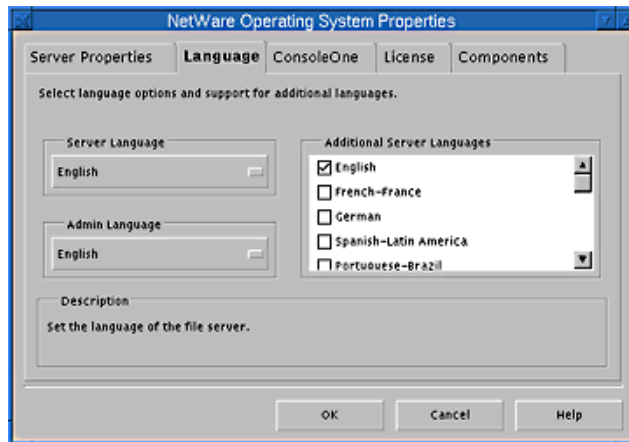 NetWare Operating System Properties
Server Properties Language ConsoleOne License Components
Select language options and support for additional languages.
Server Language
English
Admin Language
English
Additional Server Languages
English
French-France
German
Spanish-Latin America
Portuguese-Brazil
Description
Set the language of the file server.
OK Cancel Help